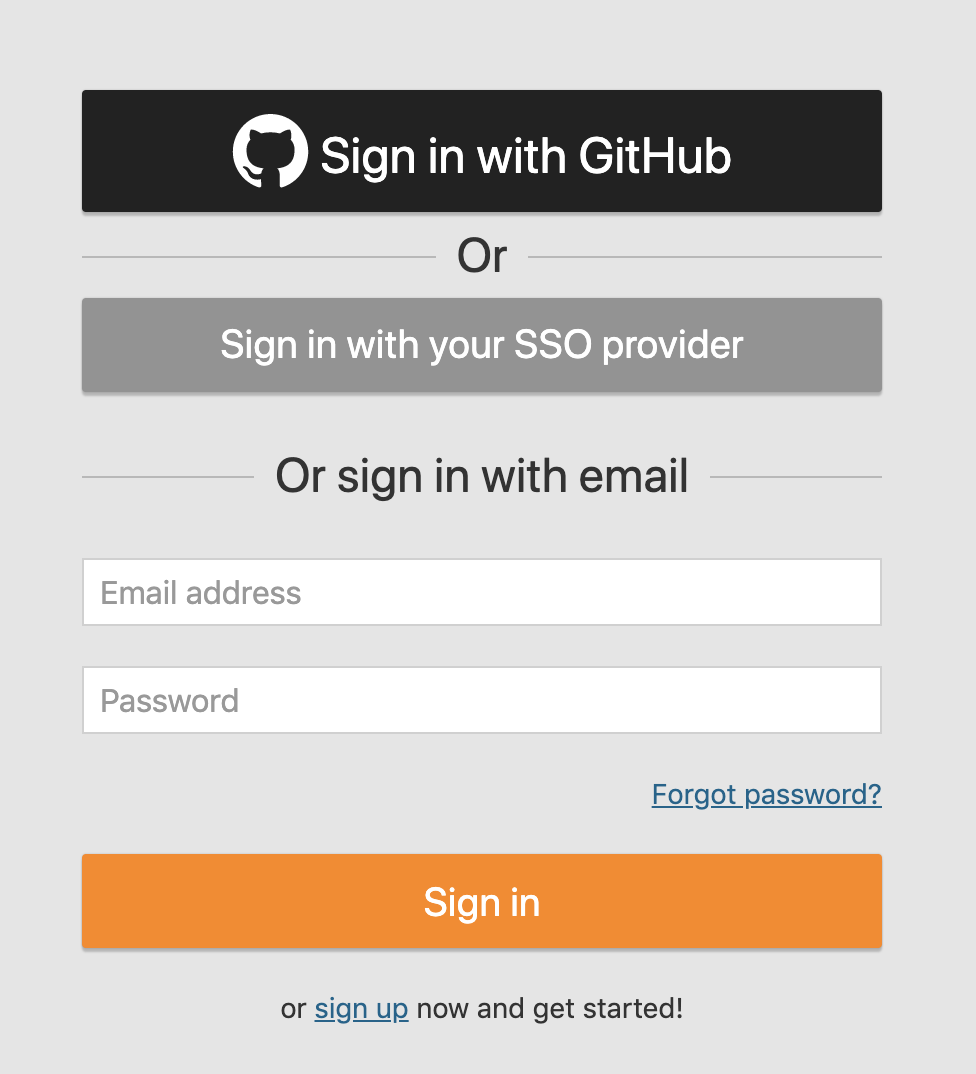 Sign in with GitHub
Or
Sign in with your SSO provider
Or sign in with email
Email address
Password
Forgot password?
Sign in
or sign up now and get started!